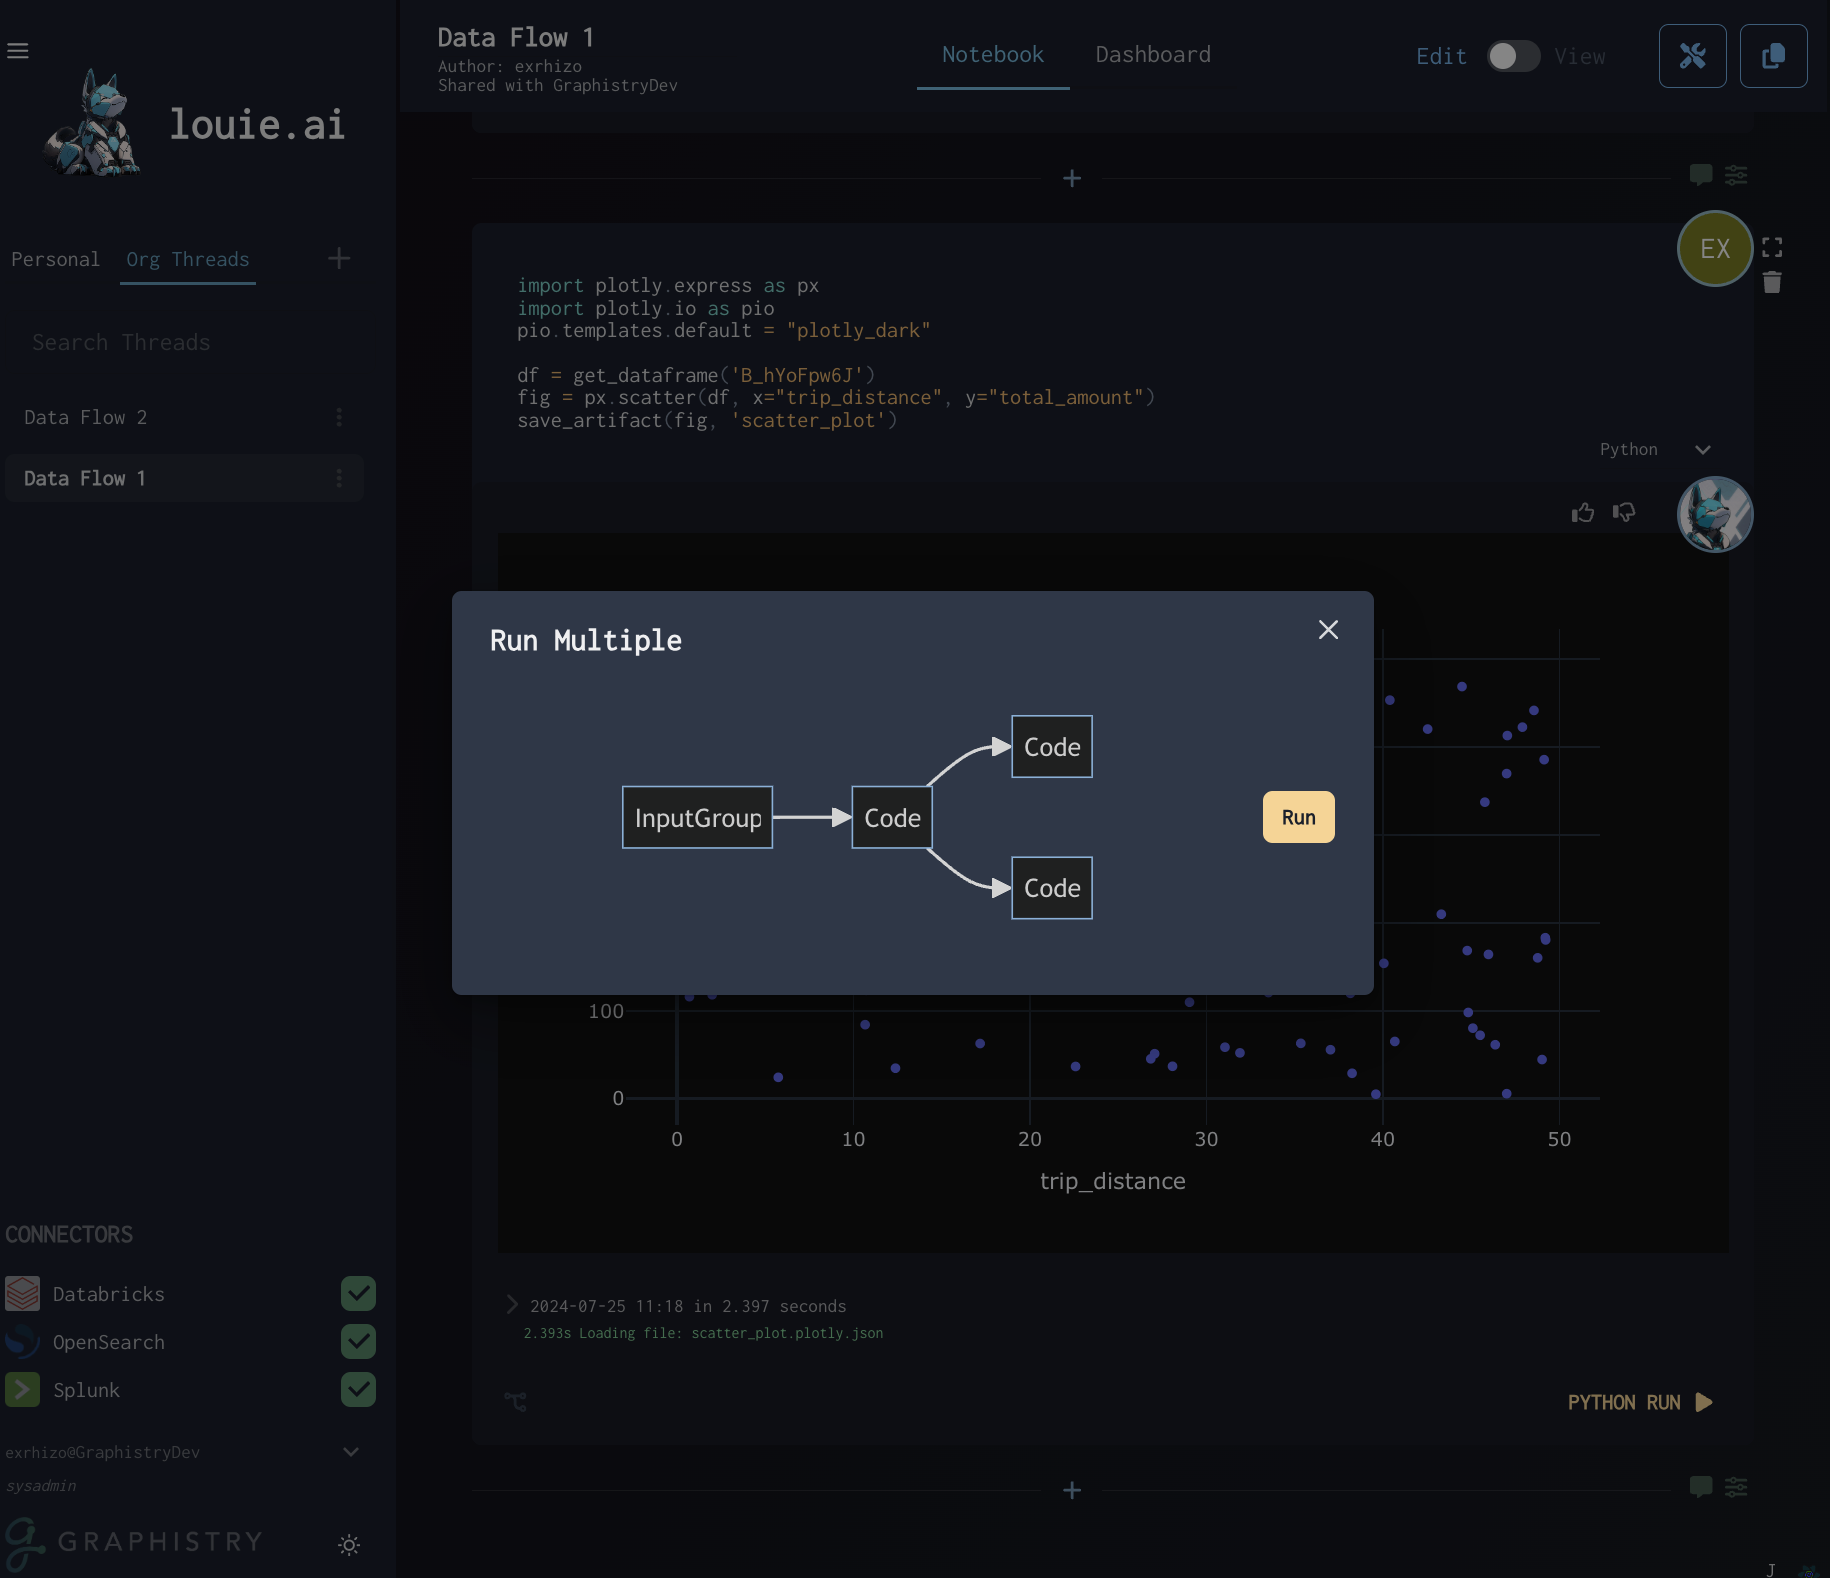 louie.ai
Personal
Org Threads
Search Threads
Data Flow 2
Data Flow 1
CONNECTORS
Databricks
OpenSearch
Splunk
exrhizo@GraphistryDev
sysadmin
GRAPHISTRY
Data Flow 1
Author: exrhizo
Shared with GraphistryDev
Notebook
Dashboard
Edit
View
EX
import plotly.express as px
import plotly.io as pio
pio.templates.default = "plotly_dark"
df = get_dataframe('B_hYoFpw6J')
fig = px.scatter(df, x="trip_distance", y="total_amount")
save_artifact(fig, 'scatter_plot')
Python
Run Multiple
InputGroup
Code
Code
Code
Run
100
0
0 10 20 30 40 50
trip_distance
2024-07-25 11:18 in 2.397 seconds
2.393s Loading file: scatter_plot.plotly.json
PYTHON RUN
J